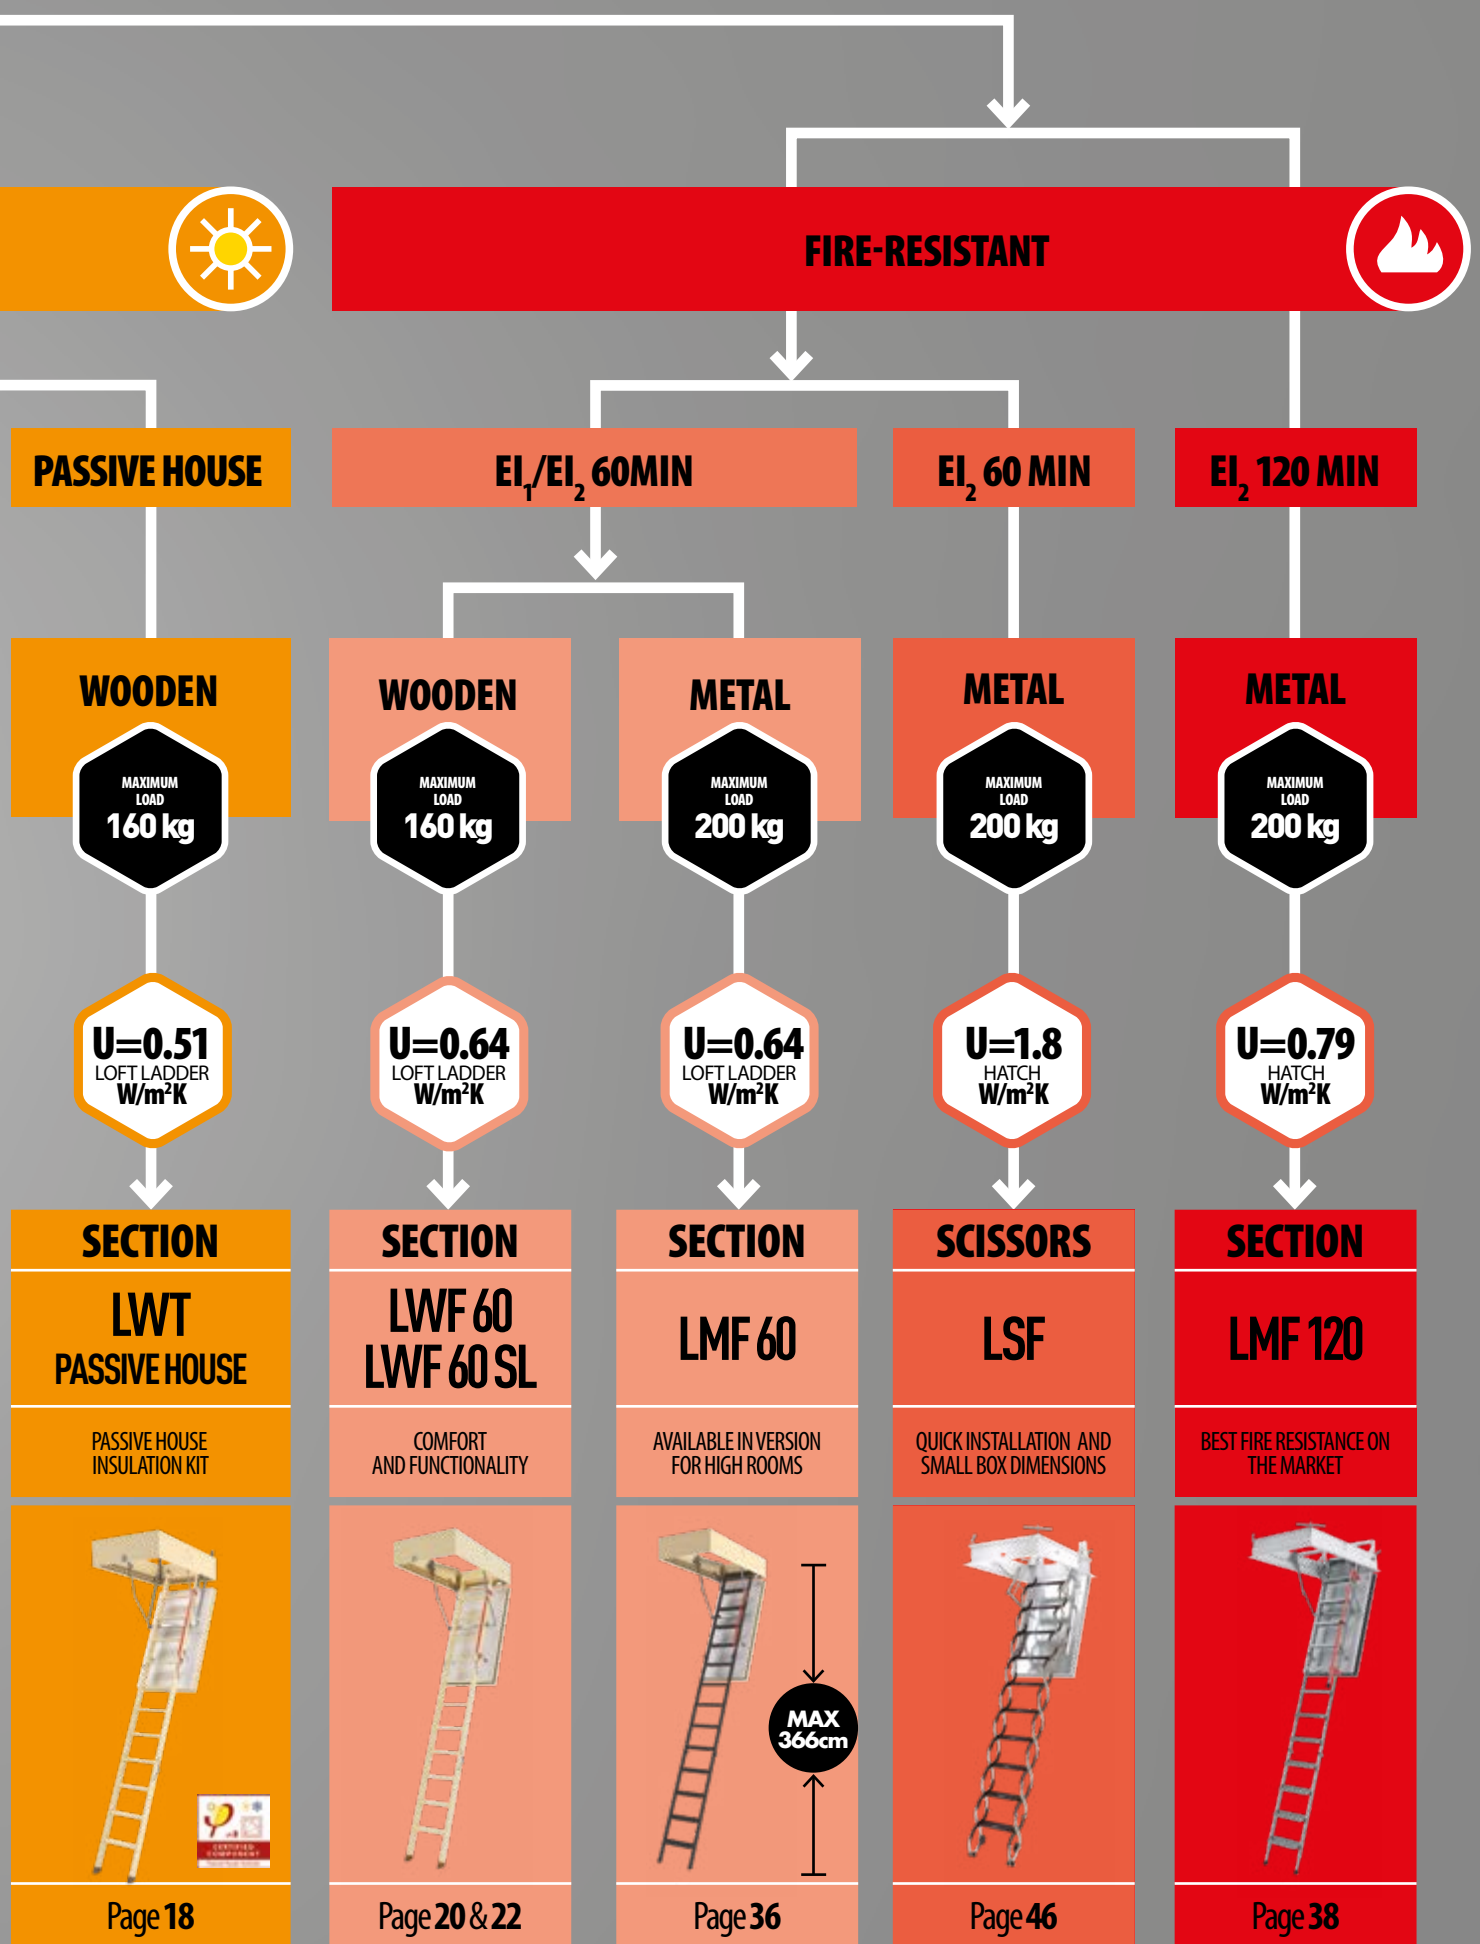 FIRE-RESISTANT
PASSIVE HOUSE
EI₁/EI₂ 60MIN
EI₂ 60 MIN
EI₂ 120 MIN
WOODEN
MAXIMUM
LOAD
160 kg
U=0.51
LOFT LADDER
W/m²K
SECTION
LWT
PASSIVE HOUSE
PASSIVE HOUSE
INSULATION KIT
CERTIFIED
COMPONENT
Page 18
WOODEN
MAXIMUM
LOAD
160 kg
U=0.64
LOFT LADDER
W/m²K
SECTION
LWF 60
LWF 60 SL
COMFORT
AND FUNCTIONALITY
Page 20 & 22
METAL
MAXIMUM
LOAD
200 kg
U=0.64
LOFT LADDER
W/m²K
SECTION
LMF 60
AVAILABLE IN VERSION
FOR HIGH ROOMS
MAX
366cm
Page 36
METAL
MAXIMUM
LOAD
200 kg
U=1.8
HATCH
W/m²K
SCISSORS
LSF
QUICK INSTALLATION AND
SMALL BOX DIMENSIONS
Page 46
METAL
MAXIMUM
LOAD
200 kg
U=0.79
HATCH
W/m²K
SECTION
LMF 120
BEST FIRE RESISTANCE ON
THE MARKET
Page 38